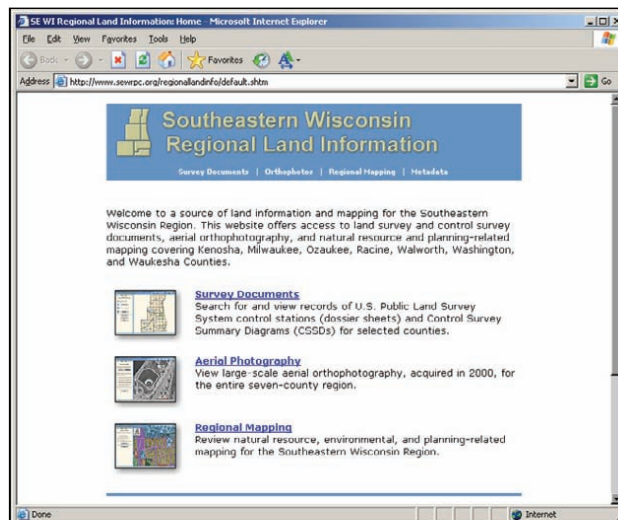 SE WI Regional Land Information: Home - Microsoft Internet Explorer
File Edit View Favorites Tools Help
Back Favorites
Address http://www.sewrpc.org/regionallandinfo/default.shtm Go
Southeastern Wisconsin
Regional Land Information
Survey Documents | Orthophotos | Regional Mapping | Metadata
Welcome to a source of land information and mapping for the Southeastern
Wisconsin Region. This website offers access to land survey and control survey
documents, aerial orthophotography, and natural resource and planning-related
mapping covering Kenosha, Milwaukee, Ozaukee, Racine, Walworth, Washington,
and Waukesha Counties.
Survey Documents
Search for and view records of U.S. Public Land Survey
System control stations (dossier sheets) and Control Survey
Summary Diagrams (CSSDs) for selected counties.
Aerial Photography
View large-scale aerial orthophotography, acquired in 2000, for
the entire seven-county region.
Regional Mapping
Review natural resource, environmental, and planning-related
mapping for the Southeastern Wisconsin Region.
Done Internet